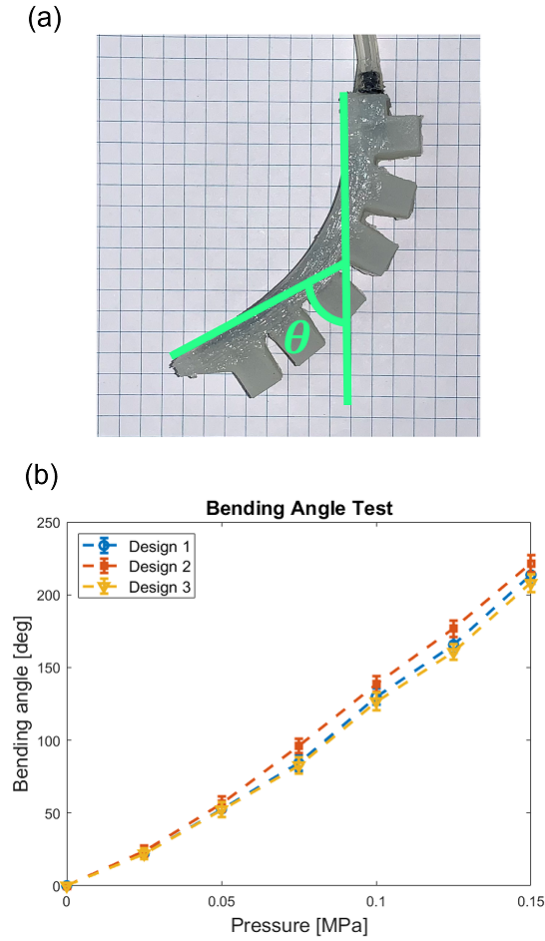 (a)
θ
(b)
Bending Angle Test
250
200
150
100
50
0
Bending angle [deg]
Design 1
Design 2
Design 3
0
0.05
0.1
0.15
Pressure [MPa]